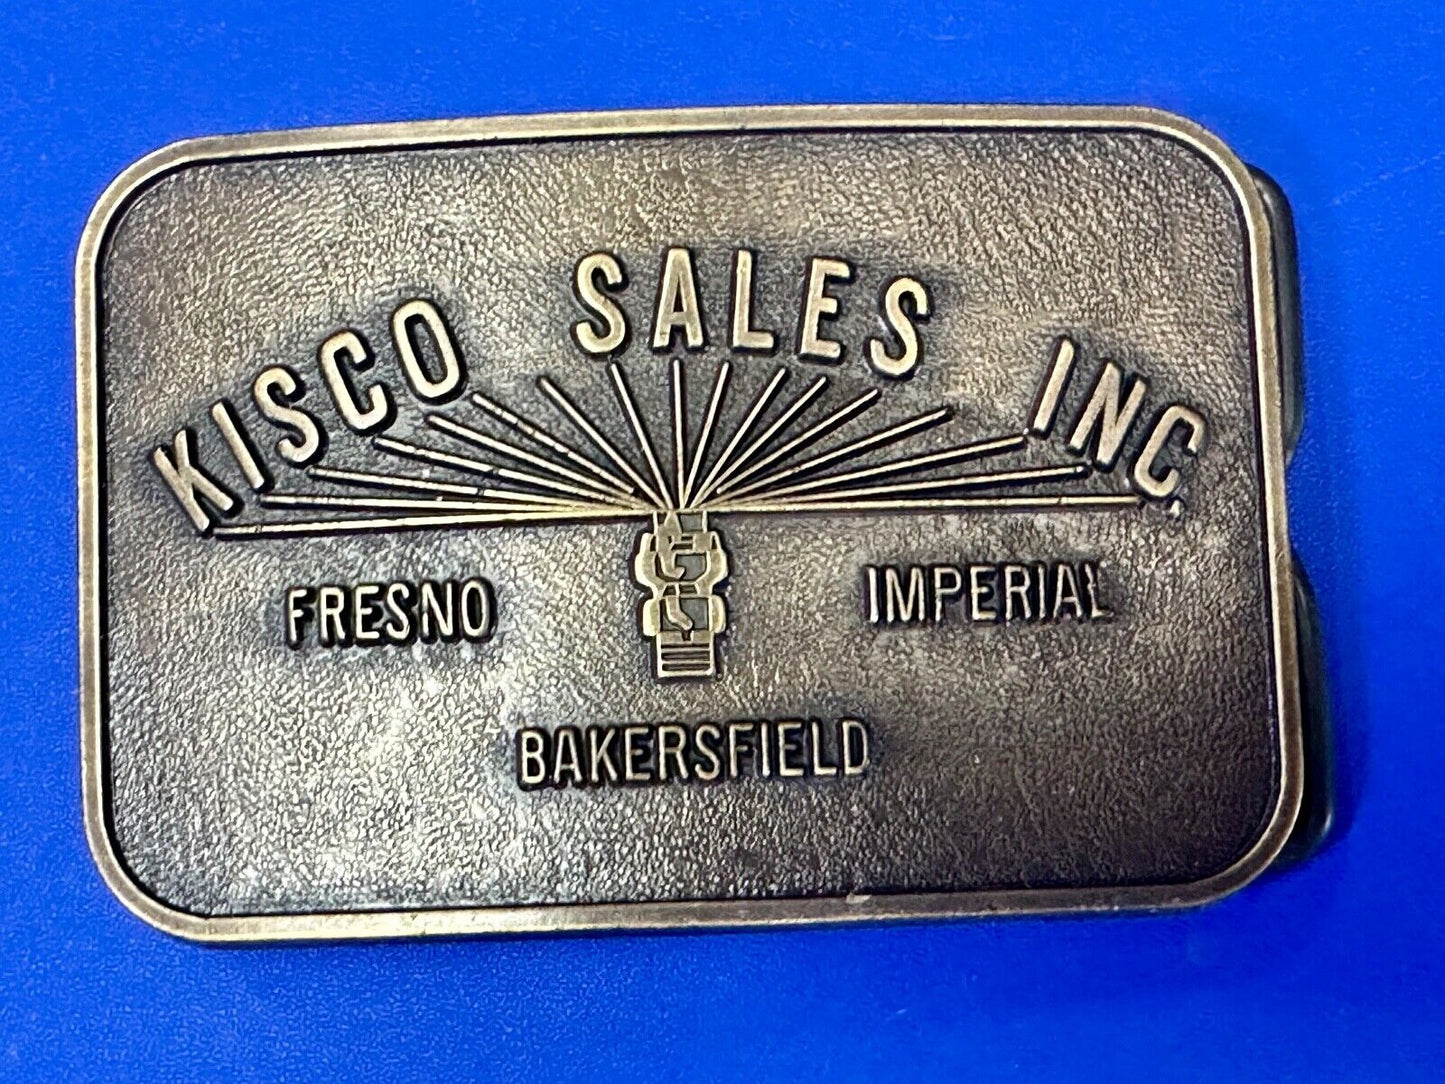 KISCO SALES INC.
FRESNO
IMPERIAL
BAKERSFIELD